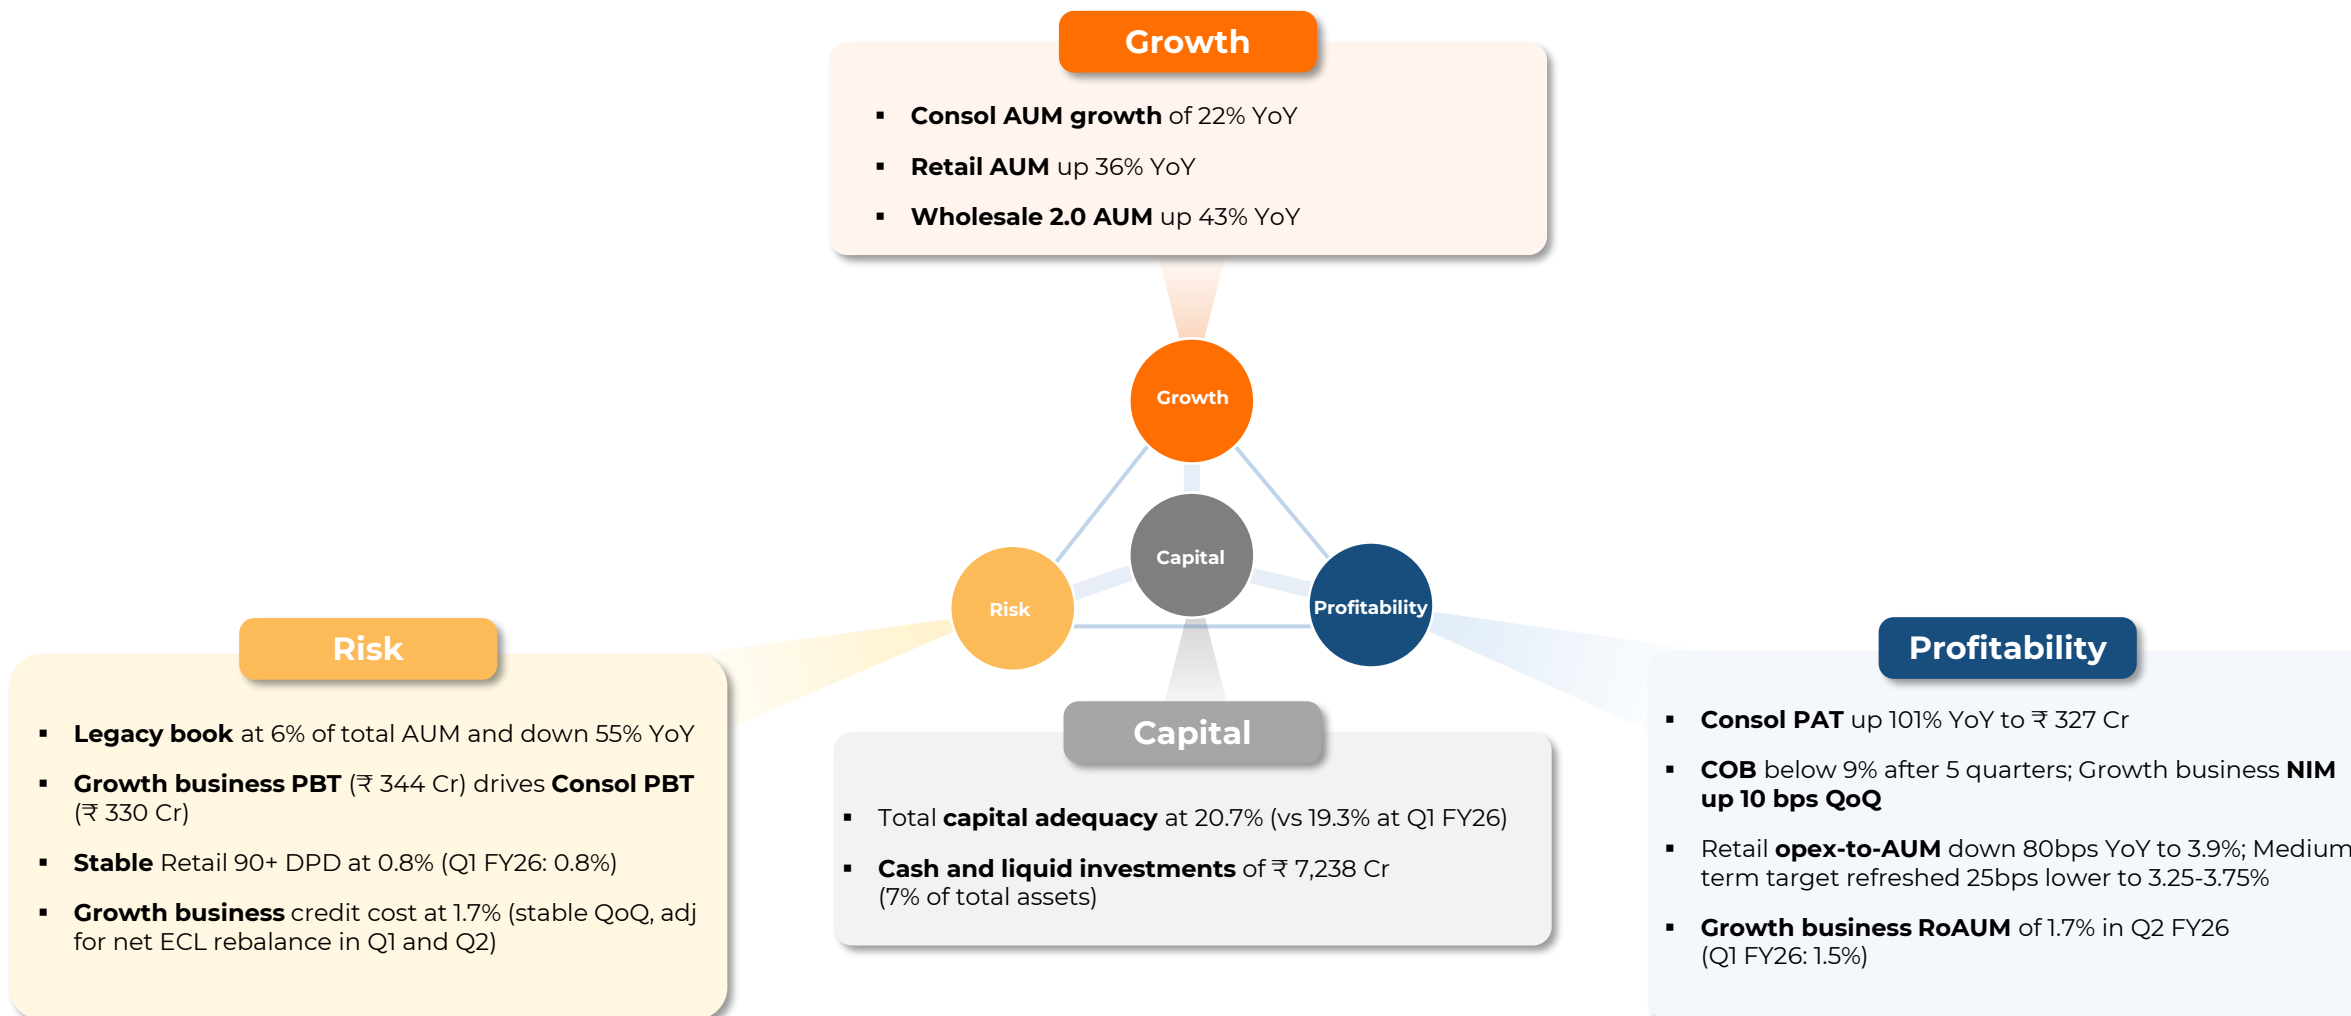 Growth
▪ Consol AUM growth of 22% YoY
▪ Retail AUM up 36% YoY
▪ Wholesale 2.0 AUM up 43% YoY
Growth
Capital
Risk
Profitability
Risk
▪ Legacy book at 6% of total AUM and down 55% YoY
▪ Growth business PBT (₹ 344 Cr) drives Consol PBT
(₹ 330 Cr)
▪ Stable Retail 90+ DPD at 0.8% (Q1 FY26: 0.8%)
▪ Growth business credit cost at 1.7% (stable QoQ, adj
for net ECL rebalance in Q1 and Q2)
Capital
▪ Total capital adequacy at 20.7% (vs 19.3% at Q1 FY26)
▪ Cash and liquid investments of ₹ 7,238 Cr
(7% of total assets)
Profitability
▪ Consol PAT up 101% YoY to ₹ 327 Cr
▪ COB below 9% after 5 quarters; Growth business NIM
up 10 bps QoQ
▪ Retail opex-to-AUM down 80bps YoY to 3.9%; Medium
term target refreshed 25bps lower to 3.25-3.75%
▪ Growth business RoAUM of 1.7% in Q2 FY26
(Q1 FY26: 1.5%)